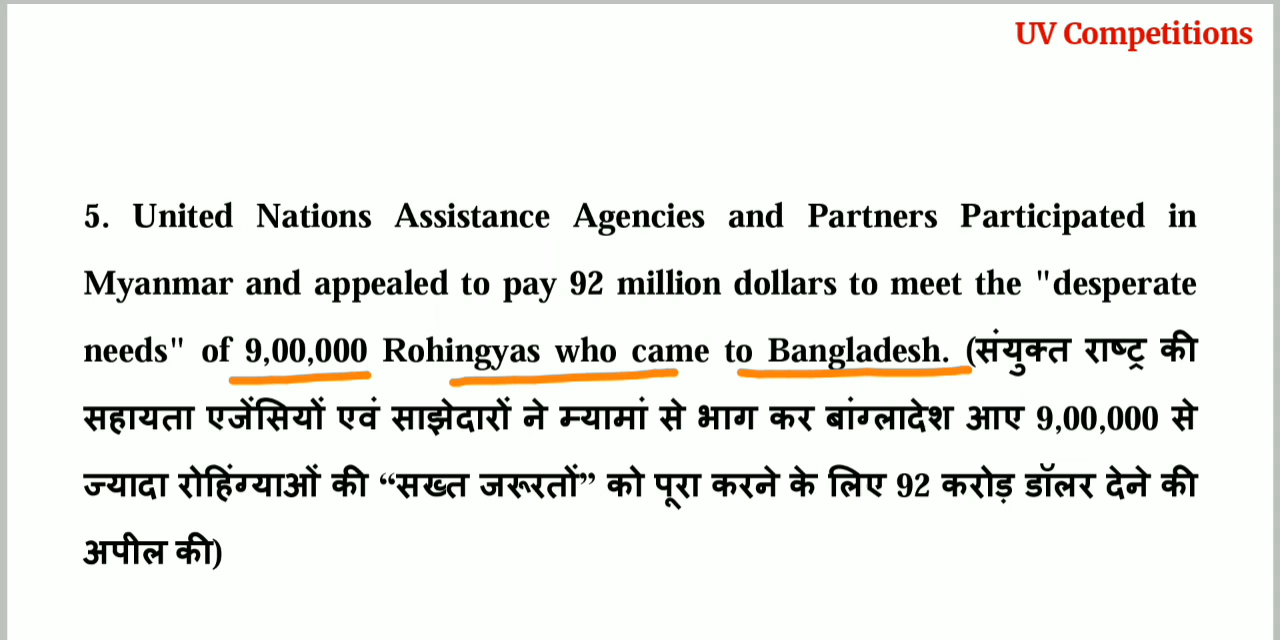 UV Competitions
5. United Nations Assistance Agencies and Partners Participated in
Myanmar and appealed to pay 92 million dollars to meet the "desperate
needs" of 9,00,000 Rohingyas who came to Bangladesh. (संयुक्त राष्ट्र की
सहायता एजेंसियों एवं साझेदारों ने म्यामां से भाग कर बांग्लादेश आए 9,00,000 से
ज्यादा रोहिंग्याओं की “सख्त जरूरतों” को पूरा करने के लिए 92 करोड़ डॉलर देने की
अपील की)